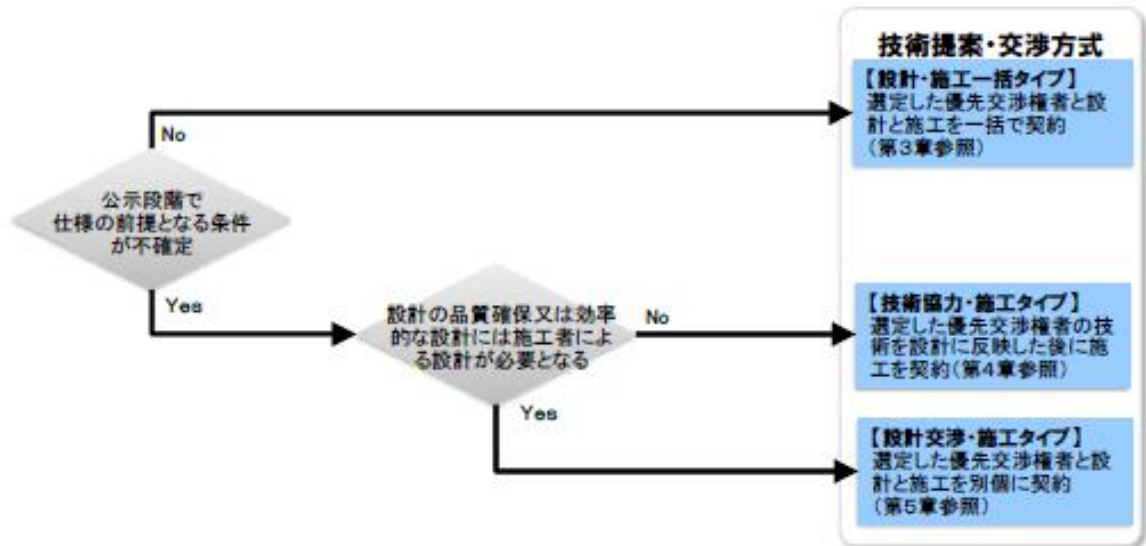 技術提案・交渉方式
【設計・施工一括タイプ】
選定した優先交渉権者と設
計と施工を一括で契約
（第3章参照）
No
公示段階で
仕様の前提となる条件
が不確定
Yes
設計の品質確保又は効率
的な設計には施工者によ
る設計が必要となる
No
【技術協力・施工タイプ】
選定した優先交渉権者の技
術を設計に反映した後に施
工を契約（第4章参照）
Yes
【設計交渉・施工タイプ】
選定した優先交渉権者と設
計と施工を別個に契約
（第5章参照）